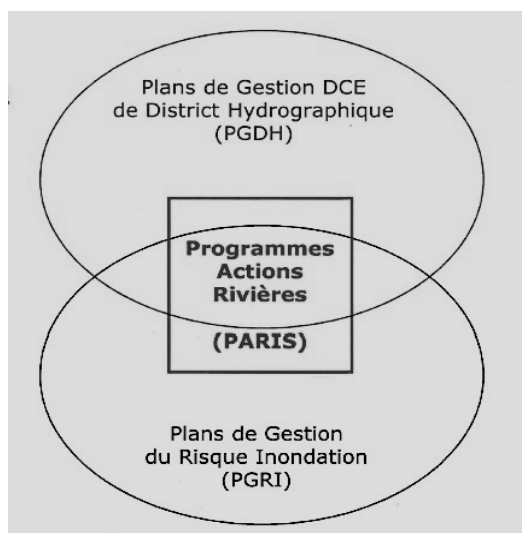 Plans de Gestion DCE
de District Hydrographique
(PGDH)
Programmes
Actions
Rivières
(PARIS)
Plans de Gestion
du Risque Inondation
(PGRI)